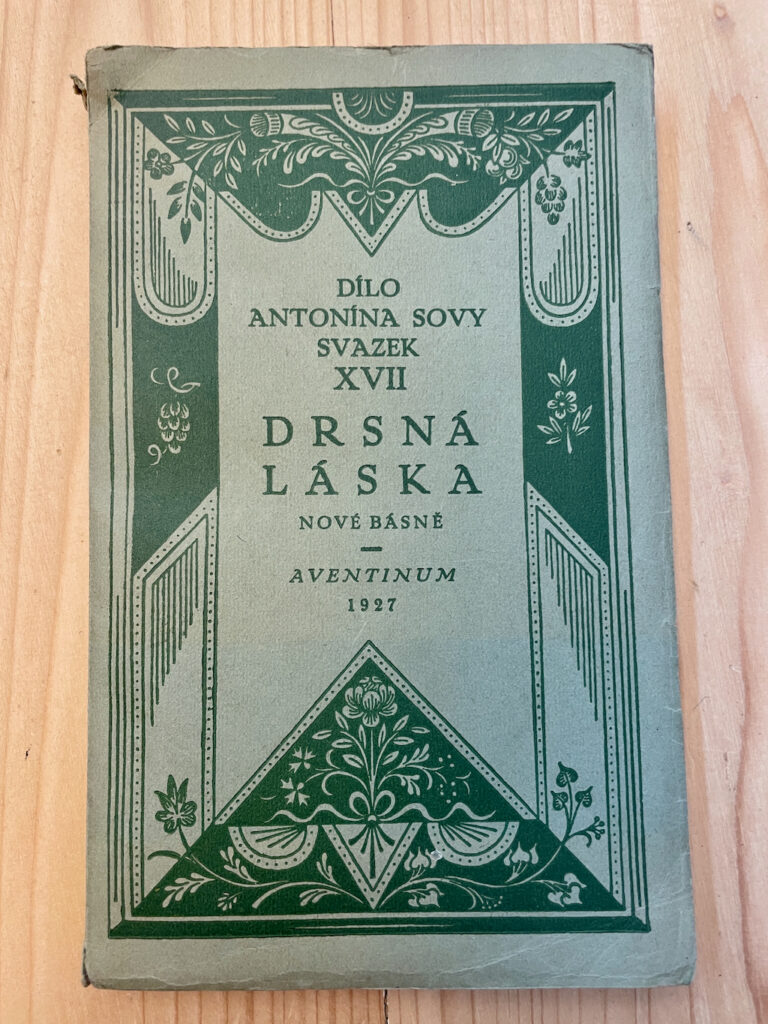 DÍLO
ANTONÍNA SOVY
SVAZEK
XVII
DRSNÁ
LÁSKA
NOVÉ BÁSNĚ
AVENTINUM
1927